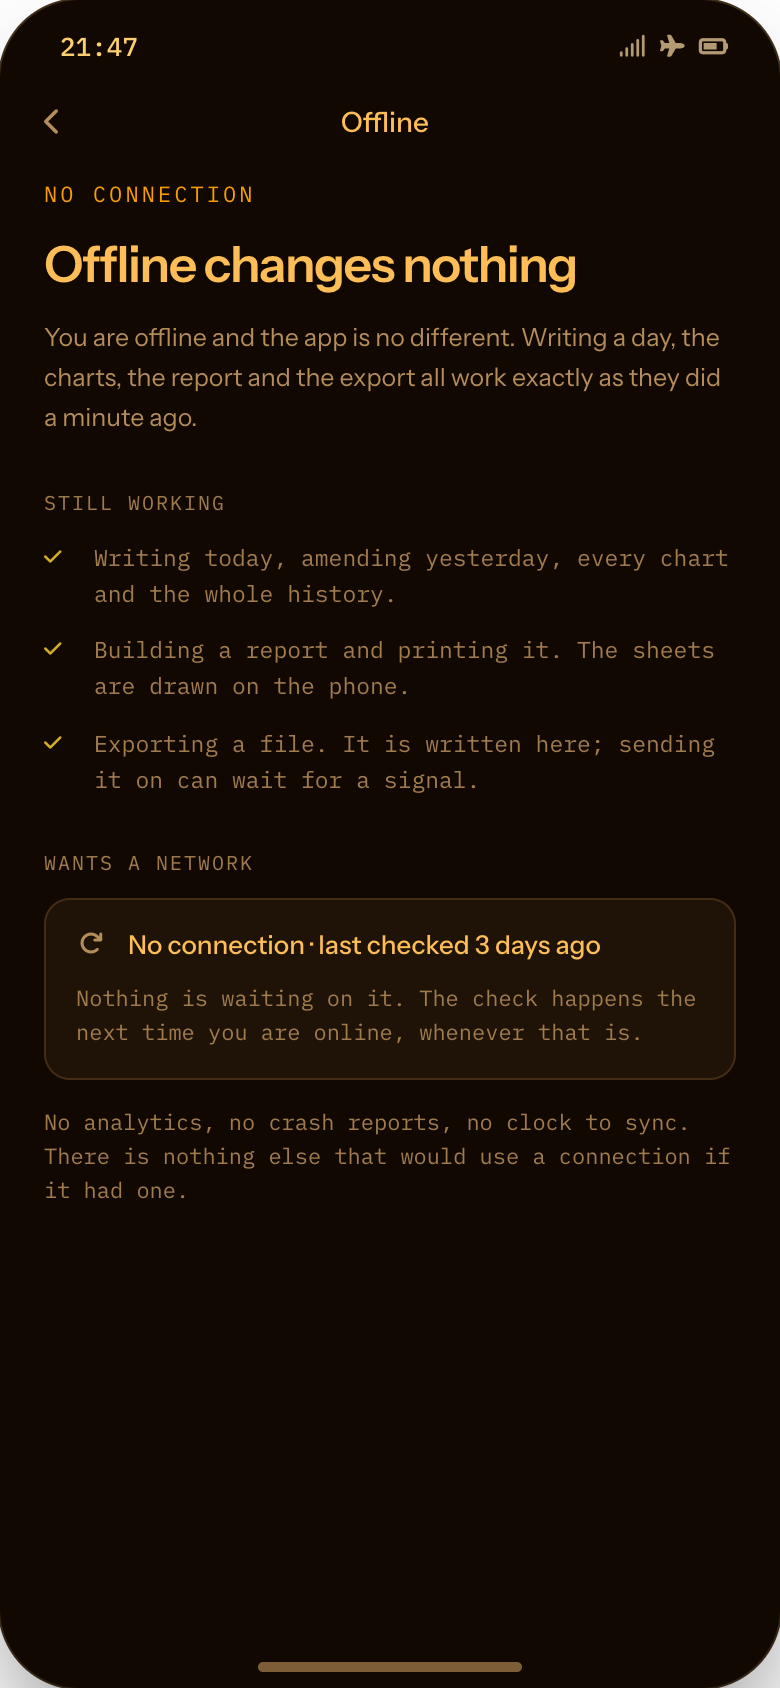 21:47
Offline
NO CONNECTION
Offline changes nothing
You are offline and the app is no different. Writing a day, the
charts, the report and the export all work exactly as they did
a minute ago.
STILL WORKING
Writing today, amending yesterday, every chart
and the whole history.
Building a report and printing it. The sheets
are drawn on the phone.
Exporting a file. It is written here; sending
it on can wait for a signal.
WANTS A NETWORK
No connection · last checked 3 days ago
Nothing is waiting on it. The check happens the
next time you are online, whenever that is.
No analytics, no crash reports, no clock to sync.
There is nothing else that would use a connection if
it had one.